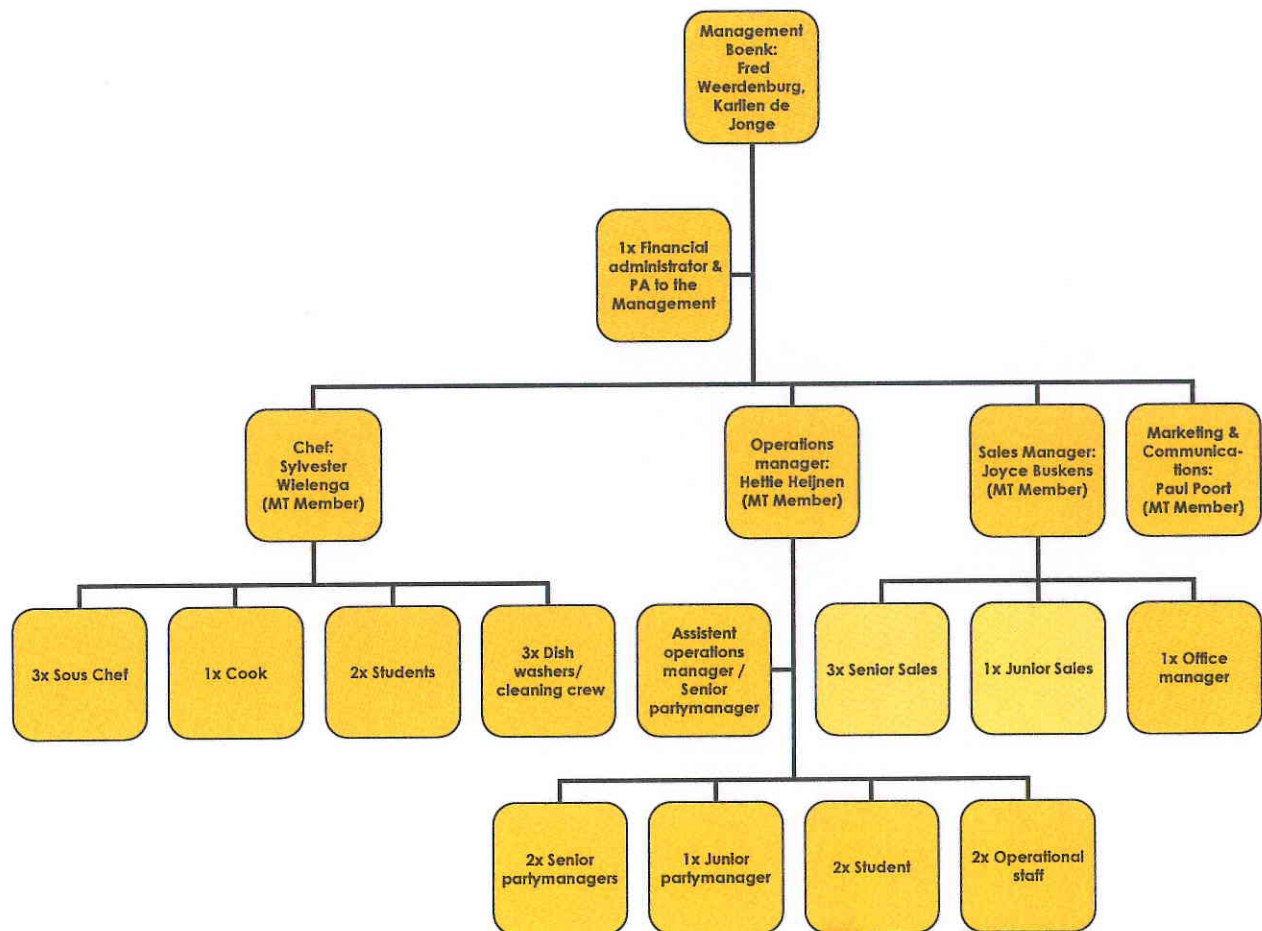 Management
Boenk:
Fred
Weerdenburg,
Karlien de
Jonge
1x Financial
administrator &
PA to the
Management
Chef:
Sylvester
Wielenga
(MT Member)
Operations
manager:
Hettie Heijnen
(MT Member)
Sales Manager:
Joyce Buskens
(MT Member)
Marketing &
Communica-
tions:
Paul Poort
(MT Member)
3x Sous Chef
1x Cook
2x Students
3x Dish
washers/
cleaning crew
Assistent
operations
manager /
Senior
partymanager
3x Senior Sales
1x Junior Sales
1x Office
manager
2x Senior
partymanagers
1x Junior
partymanager
2x Student
2x Operational
staff